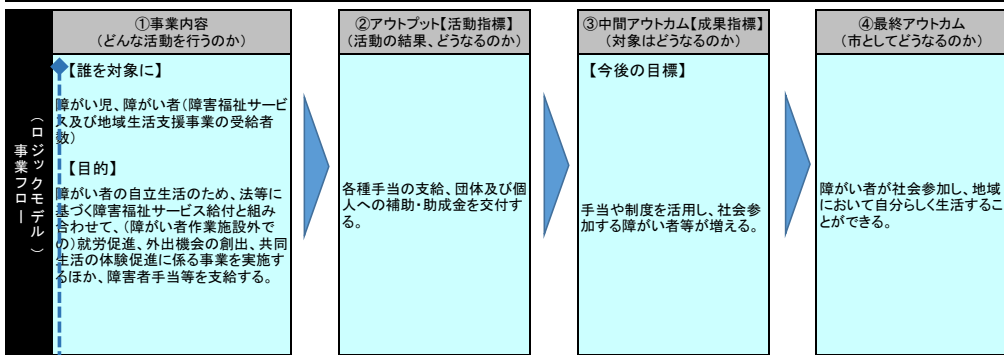 事業フロー
(ロジックモデル)
①事業内容
(どんな活動を行うのか)
【誰を対象に】
障がい児、障がい者(障害福祉サービ
ス及び地域生活支援事業の受給者
数)
【目的】
障がい者の自立生活のため、法等に
基づく障害福祉サービス給付と組み
合わせて、(障がい者作業施設外で
の)就労促進、外出機会の創出、共同
生活の体験促進に係る事業を実施す
るほか、障害者手当等を支給する。
②アウトプット【活動指標】
(活動の結果、どうなるのか)
各種手当の支給、団体及び個
人への補助・助成金を交付す
る。
③中間アウトカム【成果指標】
(対象はどうなるのか)
【今後の目標】
手当や制度を活用し、社会参
加する障がい者等が増える。
④最終アウトカム
(市としてどうなるのか)
障がい者が社会参加し、地域
において自分らしく生活するこ
とができる。